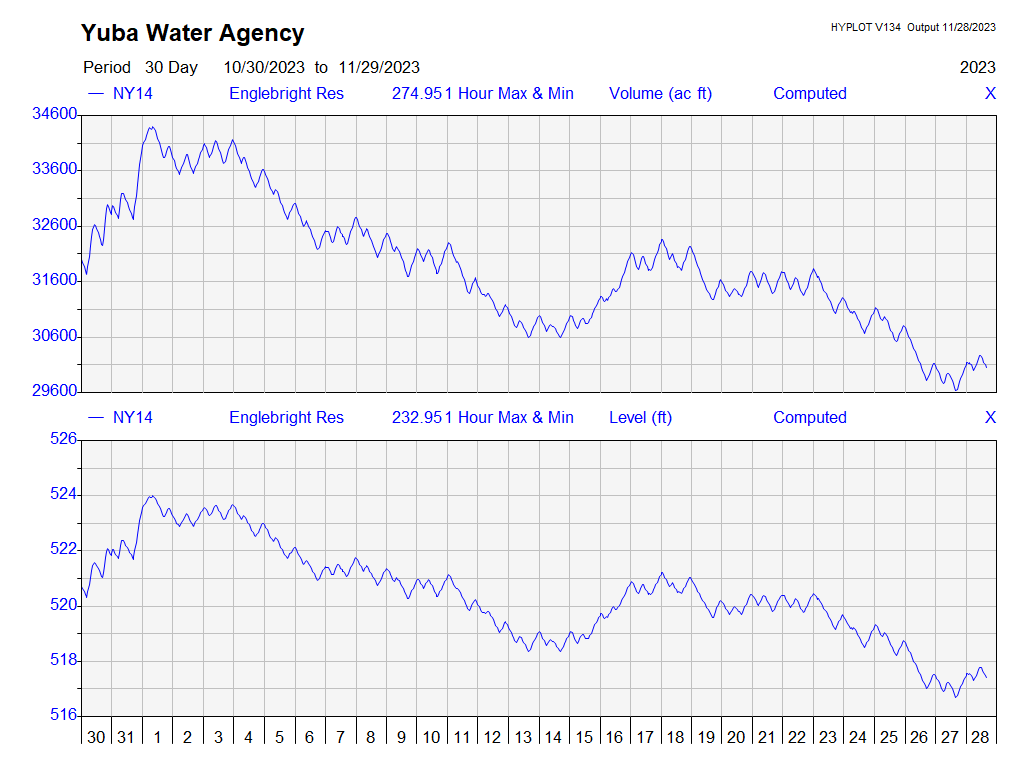 Yuba Water Agency
HYPLOT V134 Output 11/28/2023
Period 30 Day 10/30/2023 to 11/29/2023 2023
NY14 Englebright Res 274.951 Hour Max & Min Volume (ac ft) Computed X
34600
33600
32600
31600
30600
29600
NY14 Englebright Res 232.951 Hour Max & Min Level (ft) Computed X
526
524
522
520
518
516
30 31 1 2 3 4 5 6 7 8 9 10 11 12 13 14 15 16 17 18 19 20 21 22 23 24 25 26 27 28